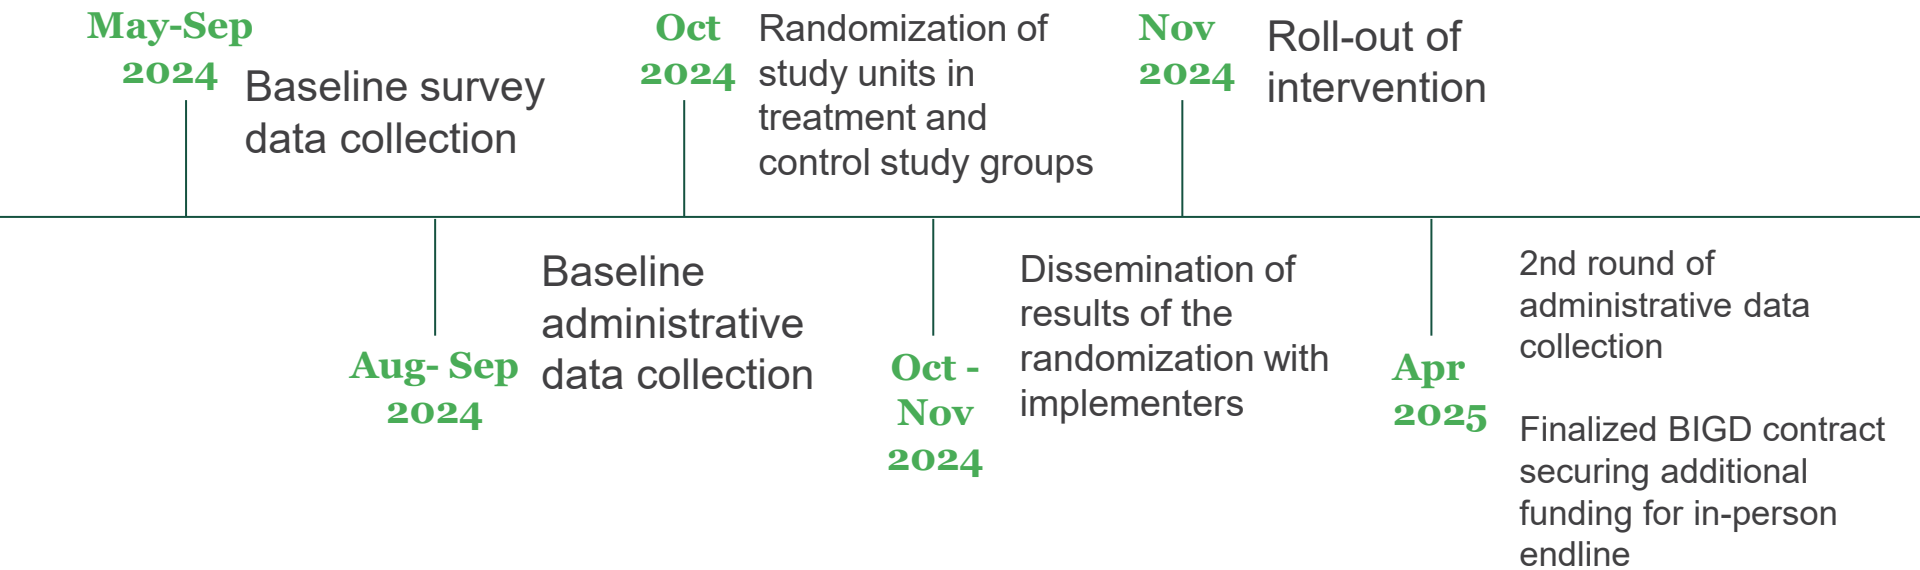 May-Sep
2024
Baseline survey
data collection
Oct
2024
Randomization of
study units in
treatment and
control study groups
Nov
2024
Roll-out of
intervention
Aug- Sep
2024
Baseline
administrative
data collection
Oct -
Nov
2024
Dissemination of
results of the
randomization with
implementers
Apr
2025
2nd round of
administrative data
collection
Finalized BIGD contract
securing additional
funding for in-person
endline